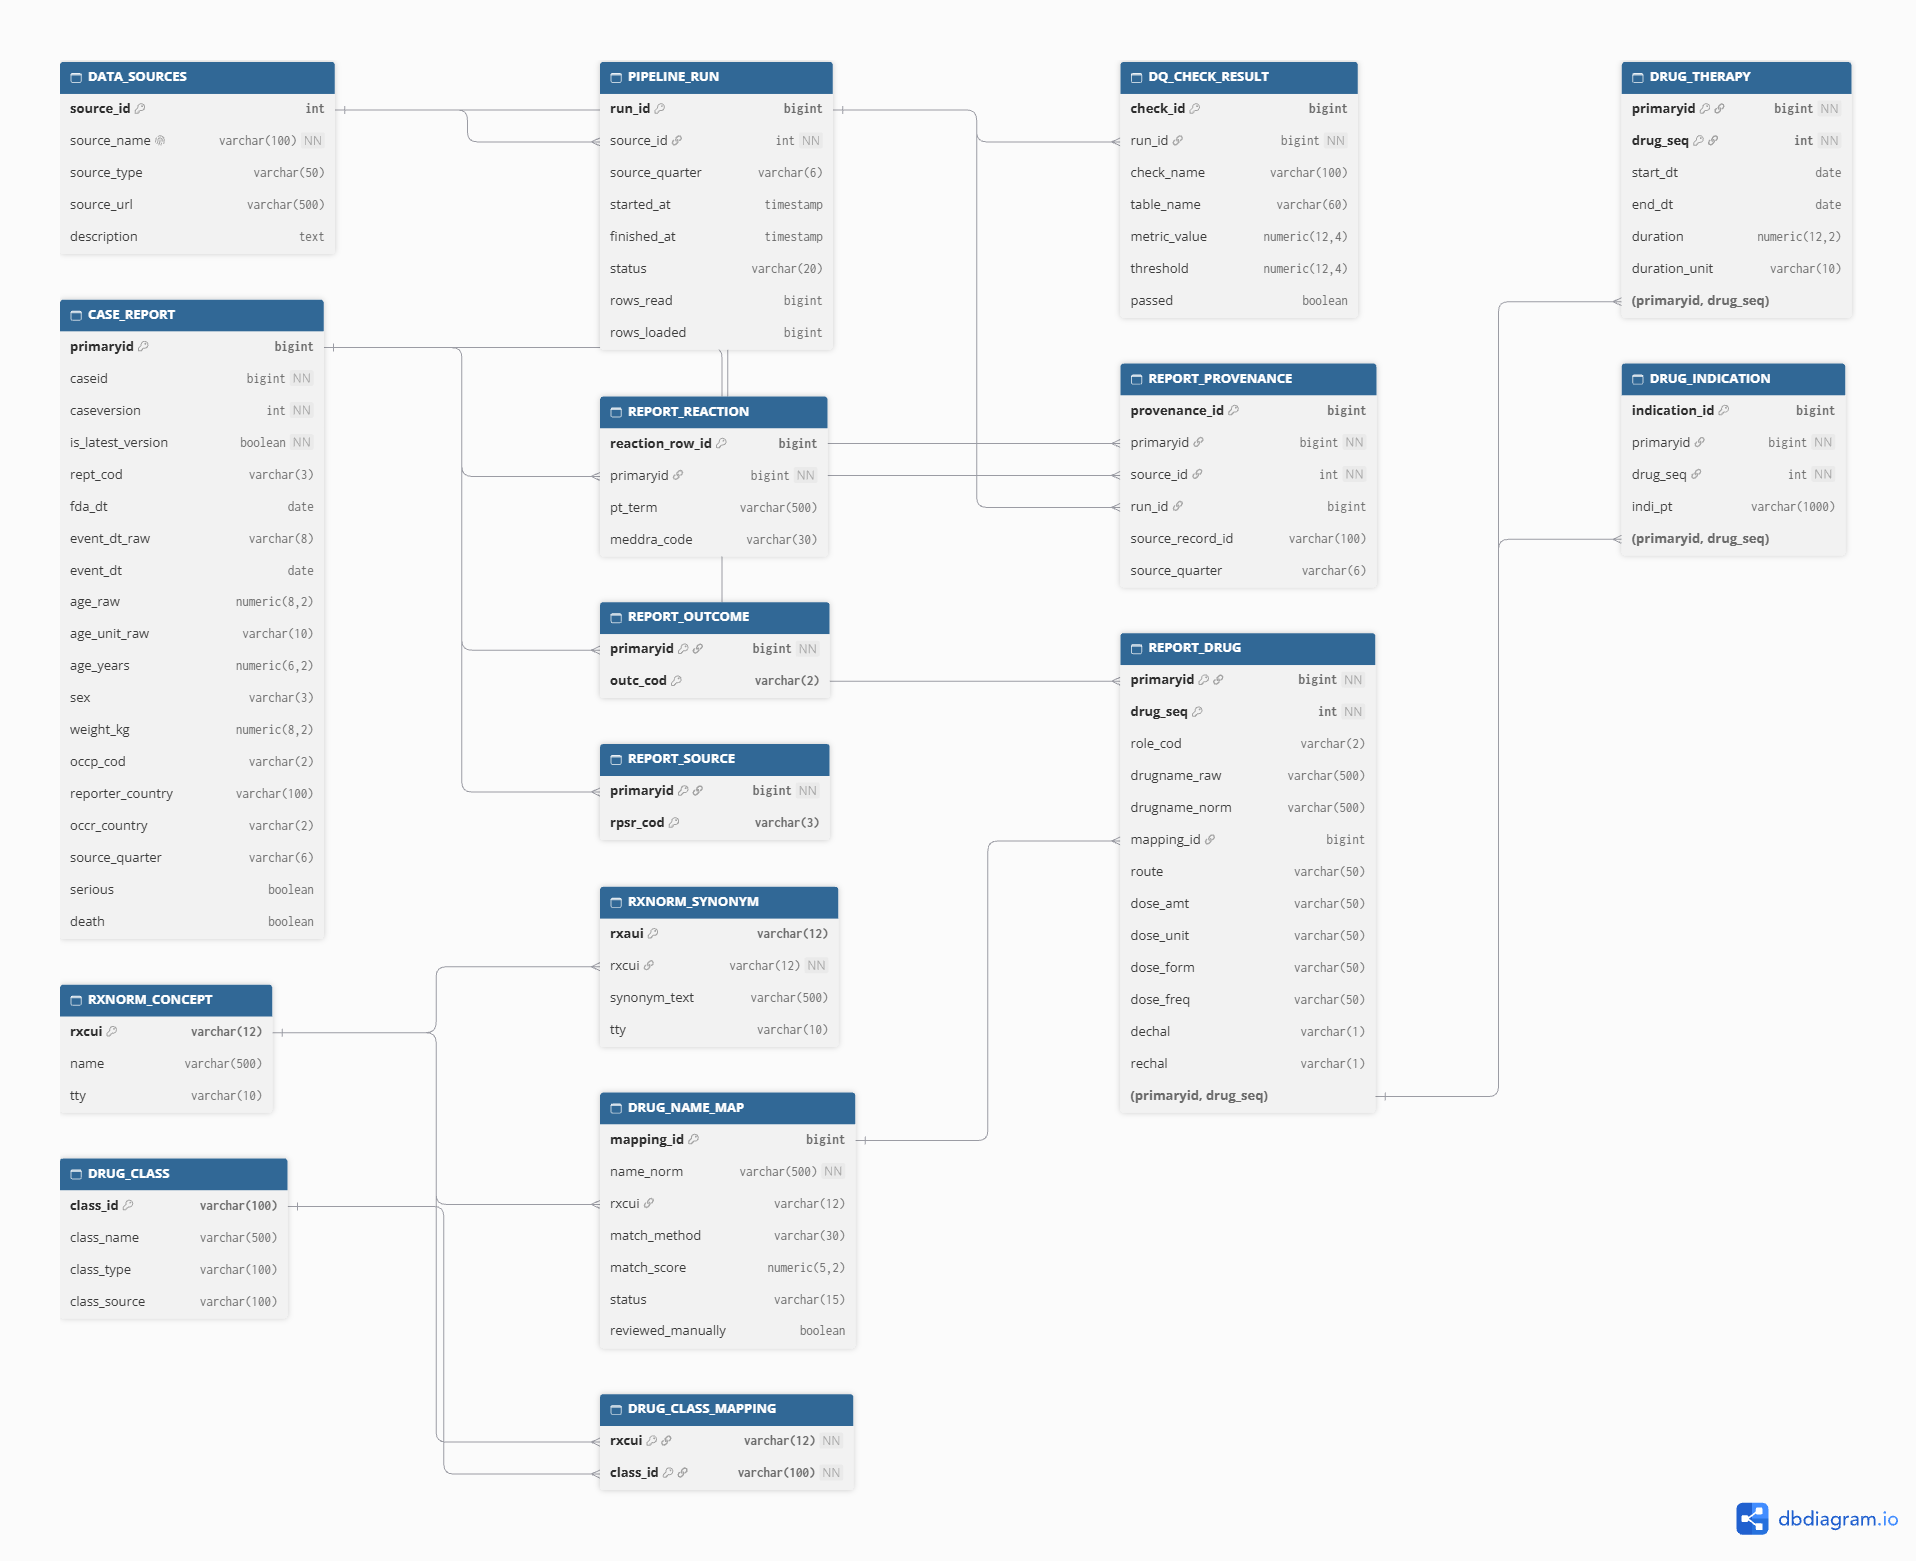 DATA_SOURCES
source_id int
source_name varchar(100) NN
source_type varchar(50)
source_url varchar(500)
description text
CASE_REPORT
primaryid bigint
caseid bigint NN
caseversion int NN
is_latest_version boolean NN
rept_cod varchar(3)
fda_dt date
event_dt_raw varchar(8)
event_dt date
age_raw numeric(8,2)
age_unit_raw varchar(10)
age_years numeric(6,2)
sex varchar(3)
weight_kg numeric(8,2)
occp_cod varchar(2)
reporter_country varchar(100)
occr_country varchar(2)
source_quarter varchar(6)
serious boolean
death boolean
RXNORM_CONCEPT
rxcui varchar(12)
name varchar(500)
tty varchar(10)
DRUG_CLASS
class_id varchar(100)
class_name varchar(500)
class_type varchar(100)
class_source varchar(100)
PIPELINE_RUN
run_id bigint
source_id int NN
source_quarter varchar(6)
started_at timestamp
finished_at timestamp
status varchar(20)
rows_read bigint
rows_loaded bigint
REPORT_REACTION
reaction_row_id bigint
primaryid bigint NN
pt_term varchar(500)
meddra_code varchar(30)
REPORT_OUTCOME
primaryid bigint NN
outc_cod varchar(2)
REPORT_SOURCE
primaryid bigint NN
rpsr_cod varchar(3)
RXNORM_SYNONYM
rxaui varchar(12)
rxcui varchar(12) NN
synonym_text varchar(500)
tty varchar(10)
DRUG_NAME_MAP
mapping_id bigint
name_norm varchar(500) NN
rxcui varchar(12)
match_method varchar(30)
match_score numeric(5,2)
status varchar(15)
reviewed_manually boolean
DRUG_CLASS_MAPPING
rxcui varchar(12) NN
class_id varchar(100) NN
DQ_CHECK_RESULT
check_id bigint
run_id bigint NN
check_name varchar(100)
table_name varchar(60)
metric_value numeric(12,4)
threshold numeric(12,4)
passed boolean
REPORT_PROVENANCE
provenance_id bigint
primaryid bigint NN
source_id int NN
run_id bigint
source_record_id varchar(100)
source_quarter varchar(6)
REPORT_DRUG
primaryid bigint NN
drug_seq int NN
role_cod varchar(2)
drugname_raw varchar(500)
drugname_norm varchar(500)
mapping_id bigint
route varchar(50)
dose_amt varchar(50)
dose_unit varchar(50)
dose_form varchar(50)
dose_freq varchar(50)
dechal varchar(1)
rechal varchar(1)
(primaryid, drug_seq)
DRUG_THERAPY
primaryid bigint NN
drug_seq int NN
start_dt date
end_dt date
duration numeric(12,2)
duration_unit varchar(10)
(primaryid, drug_seq)
DRUG_INDICATION
indication_id bigint
primaryid bigint NN
drug_seq int NN
indi_pt varchar(1000)
(primaryid, drug_seq)
dbdiagram.io